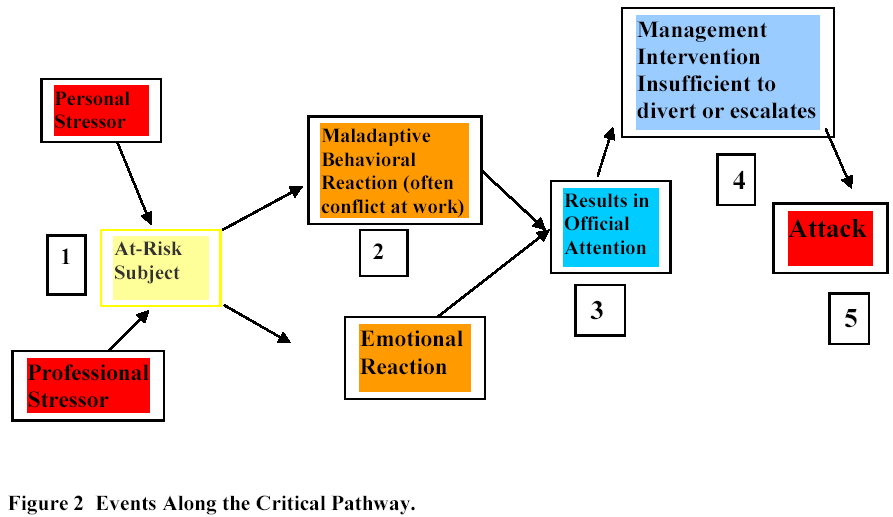 Personal
Stressor
1
At-Risk
Subject
Professional
Stressor
Maladaptive
Behavioral
Reaction (often
conflict at work)
2
Emotional
Reaction
Results in
Official
Attention
3
Management
Intervention
Insufficient to
divert or escalates
4
Attack
5
Figure 2  Events Along the Critical Pathway.